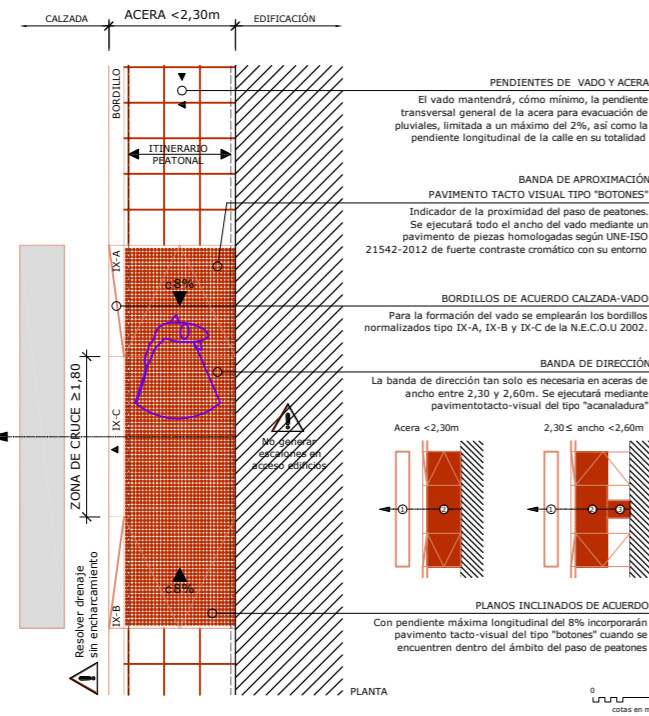 CALZADA
ACERA <2,30m
EDIFICACIÓN
BORDILLO
ITINERARIO
PEATONAL
PENDIENTES DE VADO Y ACERA
El vado mantendrá, cómo mínimo, la pendiente
transversal general de la acera para evacuación de
pluviales, limitada a un máximo del 2%, así como la
pendiente longitudinal de la calle en su totalidad
BANDA DE APROXIMACIÓN
PAVIMENTO TACTO VISUAL TIPO "BOTONES"
Indicador de la proximidad del paso de peatones.
Se ejecutará todo el ancho del vado mediante un
pavimento de piezas homologadas según UNE-ISO
21542-2012 de fuerte contraste cromático con su entorno
IX-A
c8%
BORDILLOS DE ACUERDO CALZADA-VADO
Para la formación del vado se emplearán los bordillos
normalizados tipo IX-A, IX-B y IX-C de la N.E.C.O.U 2002.
BANDA DE DIRECCIÓN
La banda de dirección tan solo es necesaria en aceras de
ancho entre 2,30 y 2,60m. Se ejecutará mediante
pavimentotacto-visual del tipo "acanaladura"
ZONA DE CRUCE ≥1,80
IX-C
No generar
escalones en
acceso edificios
Acera <2,30m
2,30≤ ancho <2,60m
1
2
1
2
3
Resolver drenaje
sin encharcamiento
IX-B
c8%
PLANOS INCLINADOS DE ACUERDO
Con pendiente máxima longitudinal del 8% incorporarán
pavimento tacto-visual del tipo "botones" cuando se
encuentren dentro del ámbito del paso de peatones
PLANTA
0
cotas en m